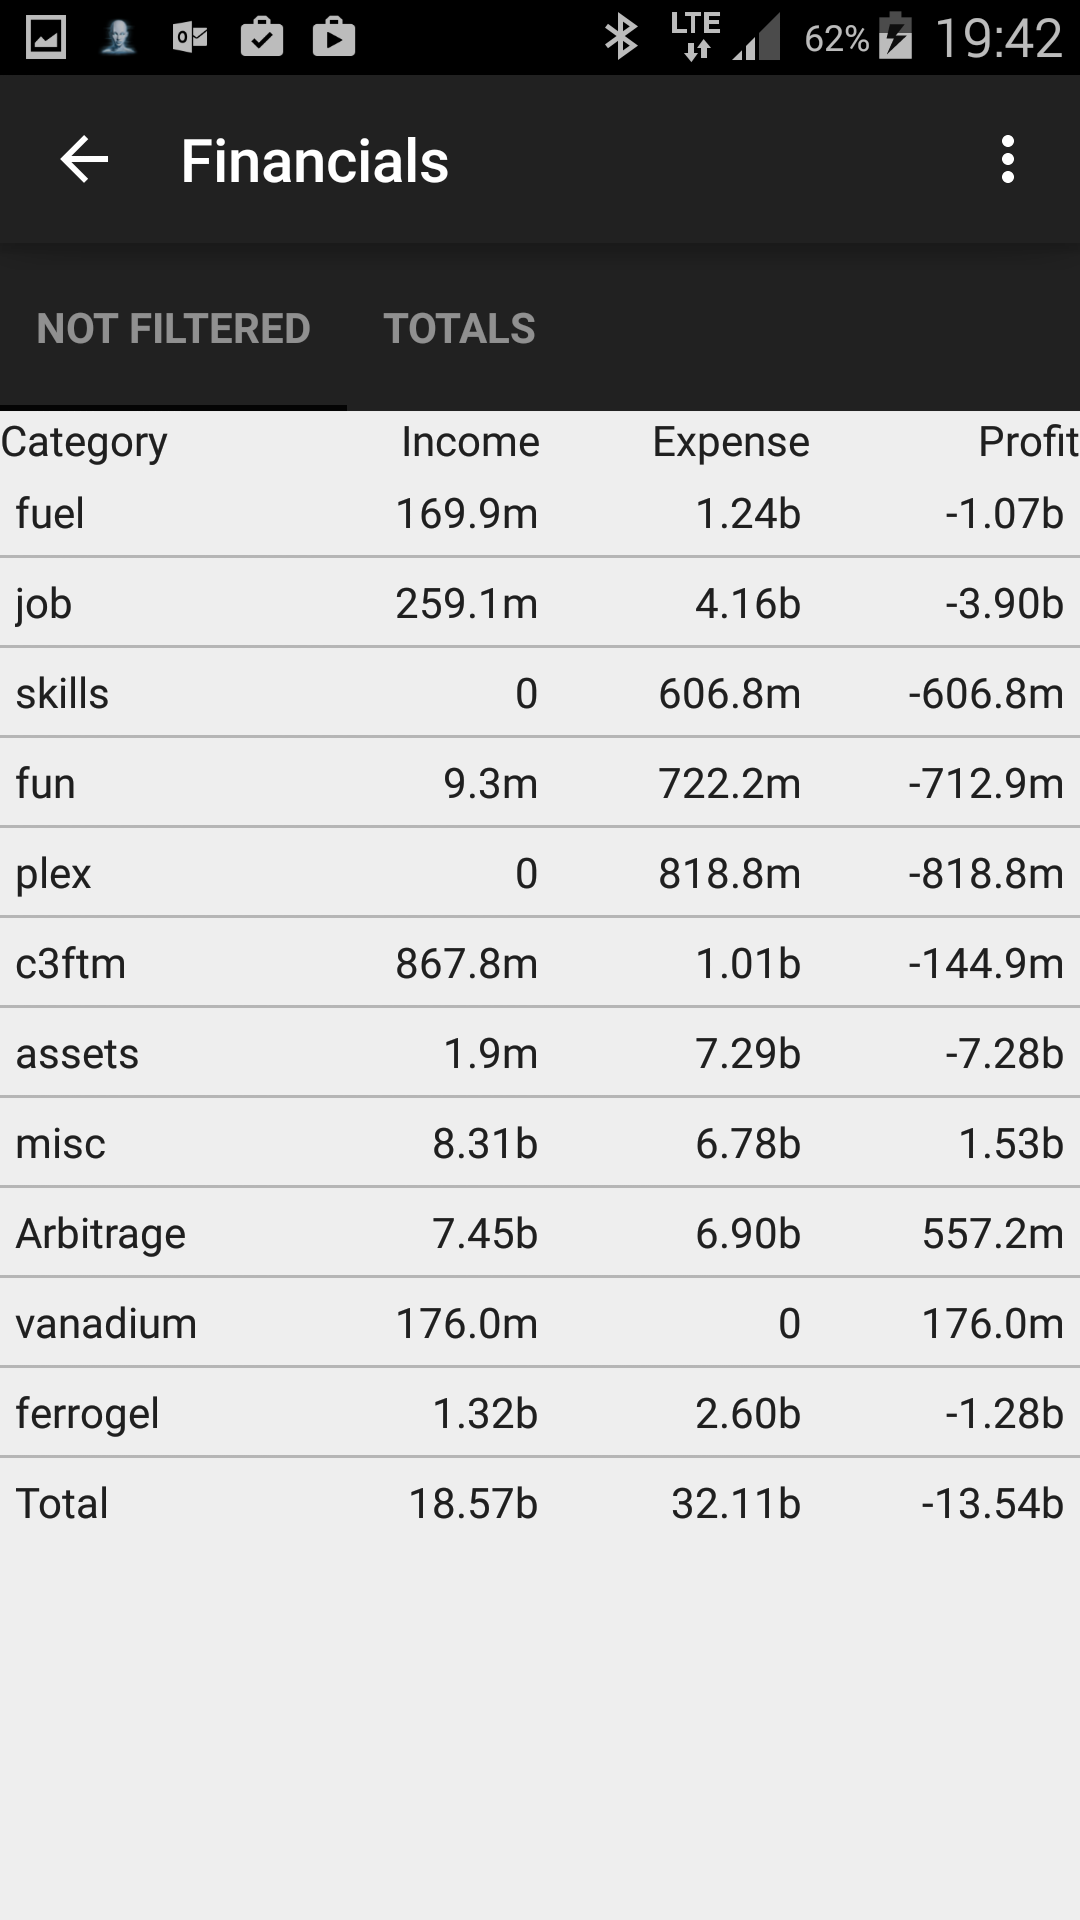 LTE 62% 19:42
Financials
NOT FILTERED TOTALS
Category Income Expense Profit
fuel 169.9m 1.24b -1.07b
job 259.1m 4.16b -3.90b
skills 0 606.8m -606.8m
fun 9.3m 722.2m -712.9m
plex 0 818.8m -818.8m
c3ftm 867.8m 1.01b -144.9m
assets 1.9m 7.29b -7.28b
misc 8.31b 6.78b 1.53b
Arbitrage 7.45b 6.90b 557.2m
vanadium 176.0m 0 176.0m
ferrogel 1.32b 2.60b -1.28b
Total 18.57b 32.11b -13.54b